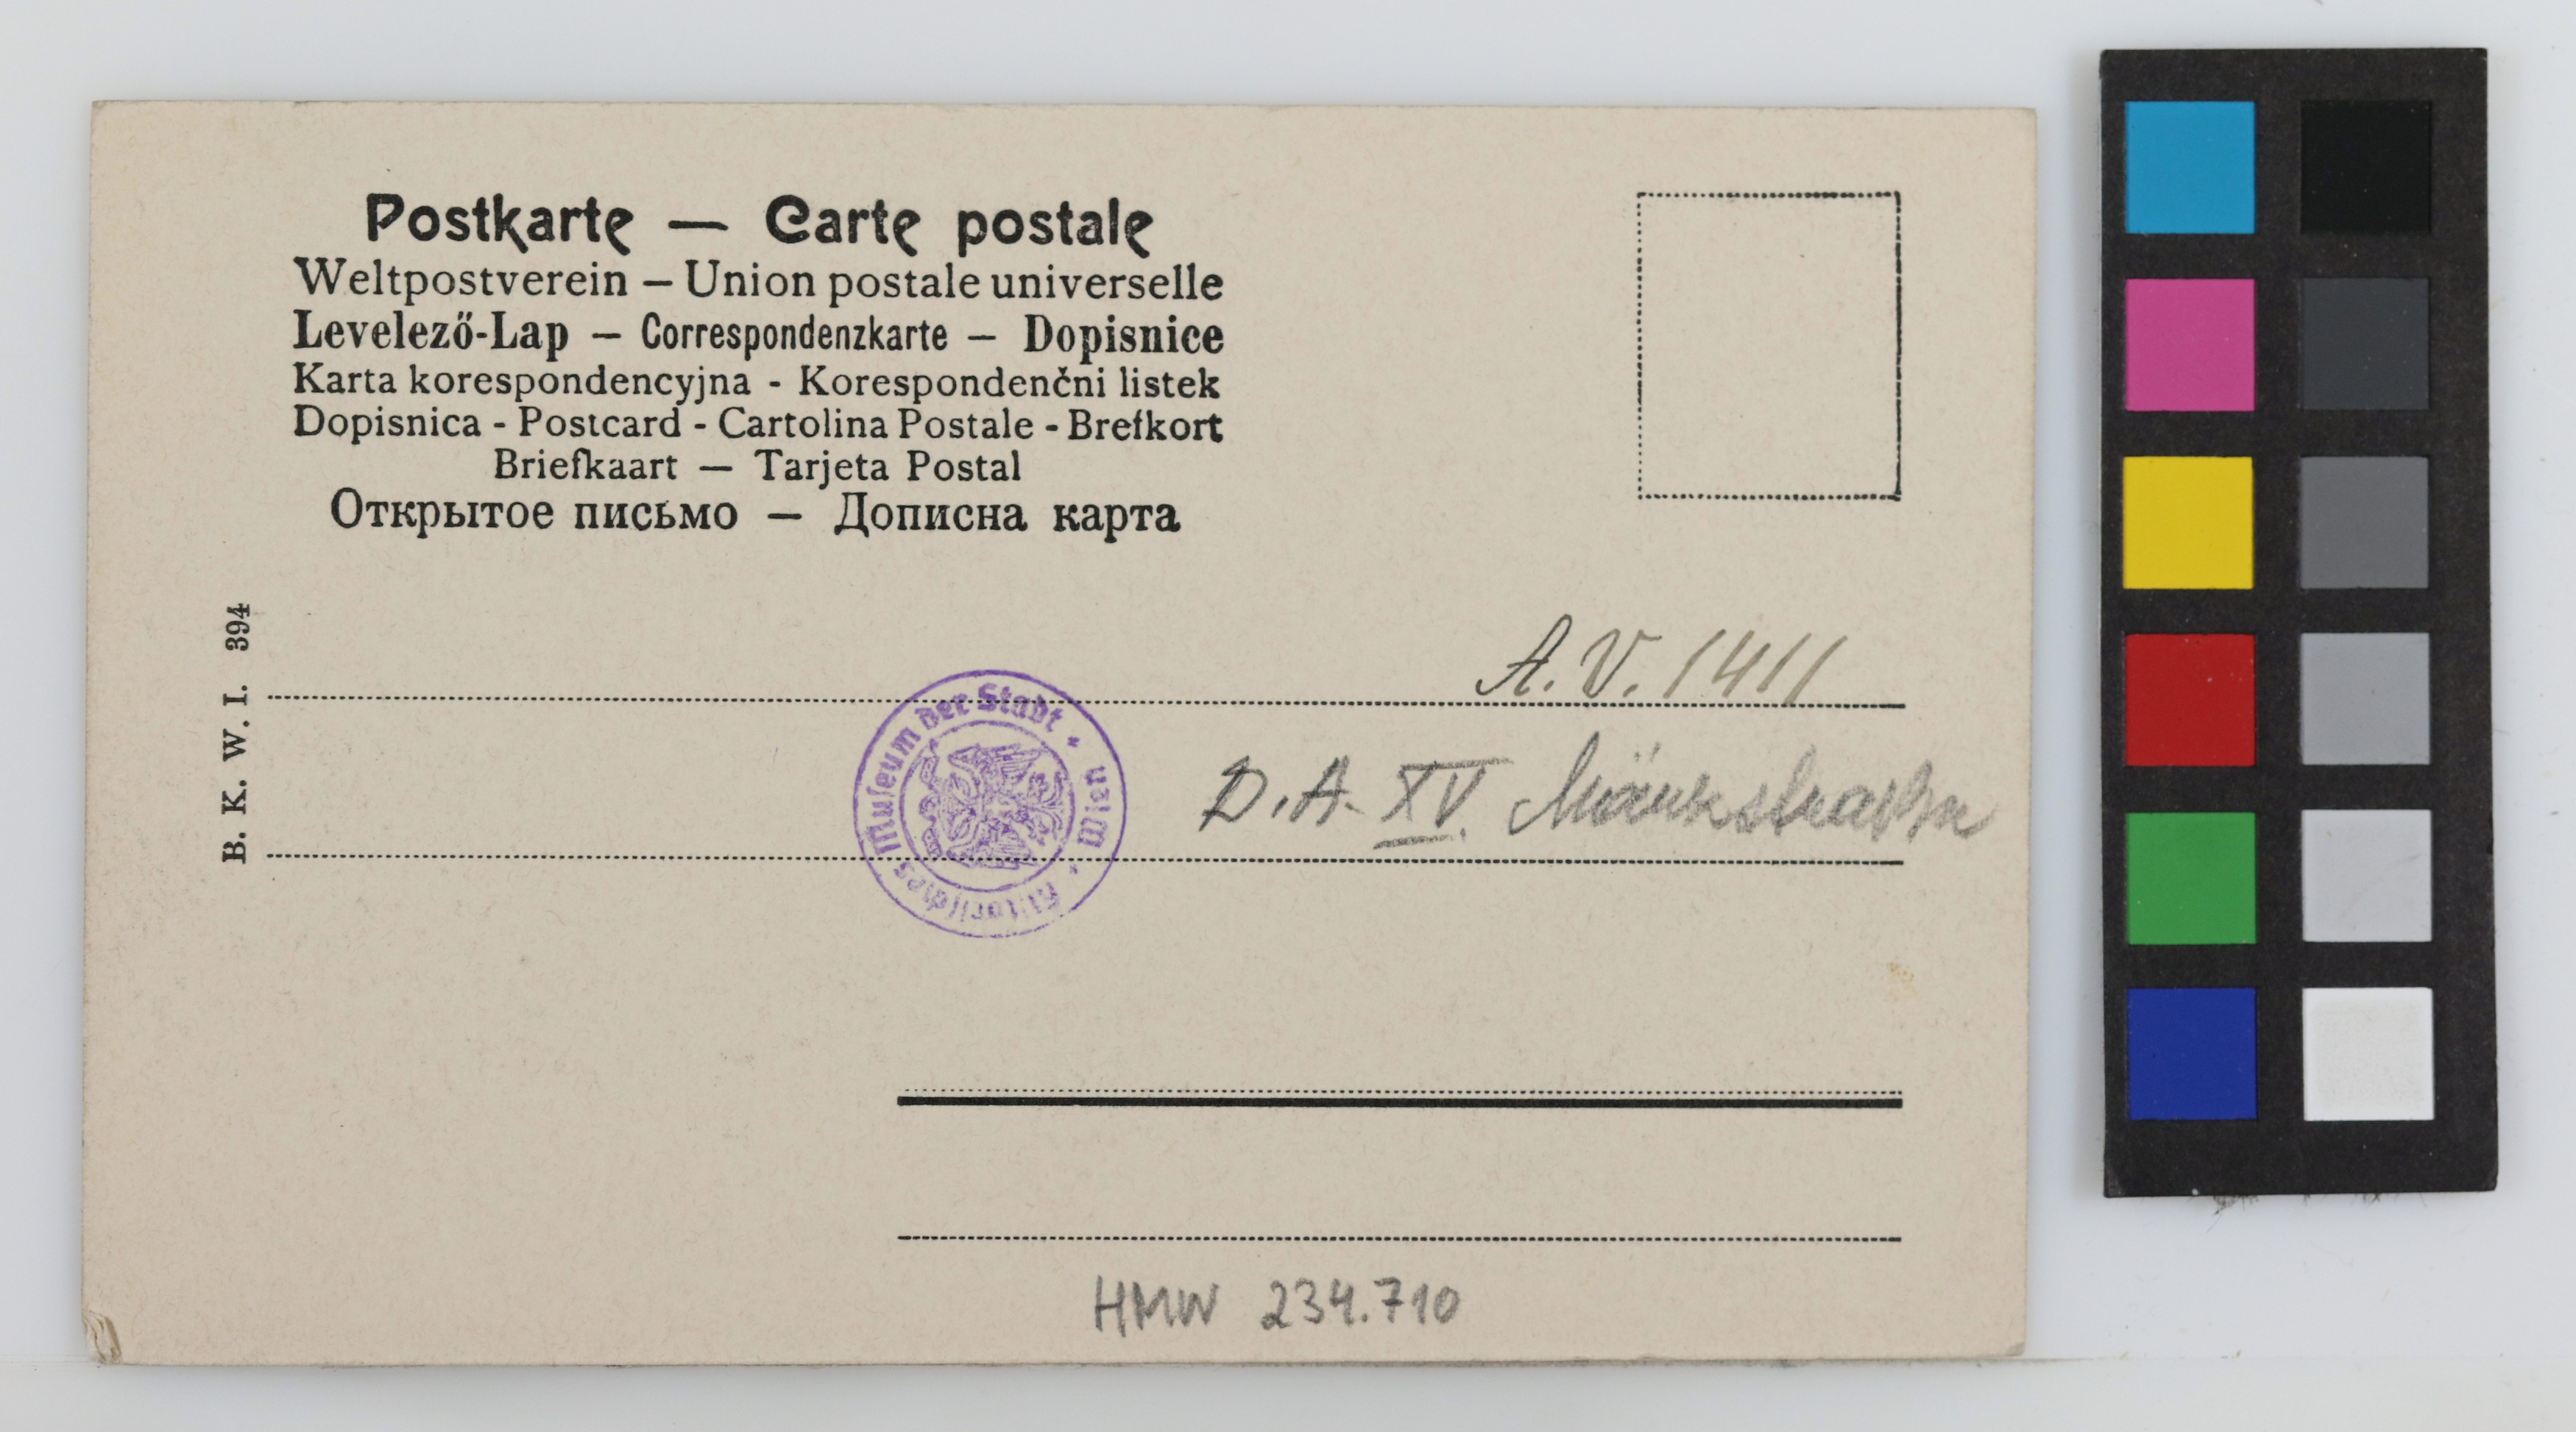 Postkarte — Carte postale
Weltpostverein – Union postale universelle
Levelező-Lap – Correspondenzkarte – Dopisnice
Karta korespondencyjna - Korespondenčni listek
Dopisnica - Postcard - Cartolina Postale - Brefkort
Briefkaart — Tarjeta Postal
Открытое письмо — Дописна карта
B. K. W. I. 394
A. V. 1411
Historisches Museum der Stadt Wien
D. A. XV.
HMW 234.710